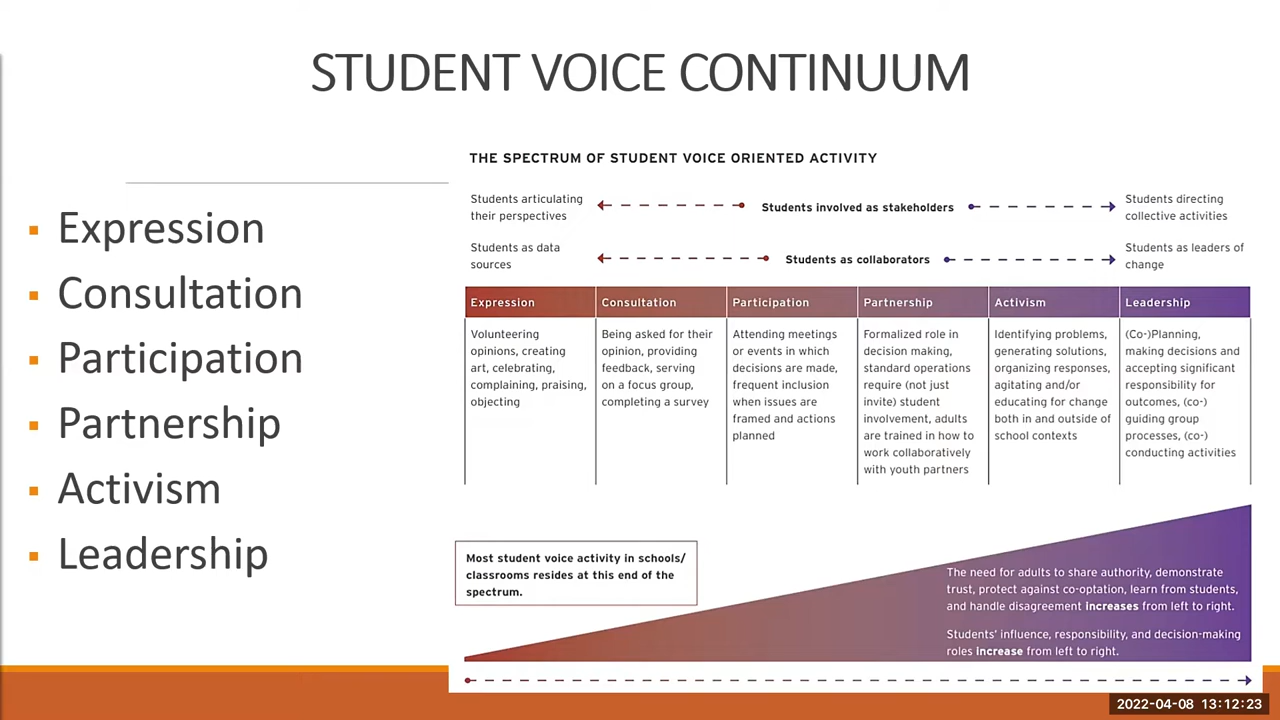 STUDENT VOICE CONTINUUM
▪ Expression
▪ Consultation
▪ Participation
▪ Partnership
▪ Activism
▪ Leadership
THE SPECTRUM OF STUDENT VOICE ORIENTED ACTIVITY
Students articulating
their perspectives
Students involved as stakeholders
Students directing
collective activities
Students as data
sources
Students as collaborators
Students as leaders of
change
Expression
Volunteering
opinions, creating
art, celebrating,
complaining, praising,
objecting
Consultation
Being asked for their
opinion, providing
feedback, serving
on a focus group,
completing a survey
Participation
Attending meetings
or events in which
decisions are made,
frequent inclusion
when issues are
framed and actions
planned
Partnership
Formalized role in
decision making,
standard operations
require (not just
invite) student
involvement, adults
are trained in how to
work collaboratively
with youth partners
Activism
Identifying problems,
generating solutions,
organizing responses,
agitating and/or
educating for change
both in and outside of
school contexts
Leadership
(Co-)Planning,
making decisions and
accepting significant
responsibility for
outcomes, (co-)
guiding group
processes, (co-)
conducting activities
Most student voice activity in schools/
classrooms resides at this end of the
spectrum.
The need for adults to share authority, demonstrate
trust, protect against co-optation, learn from students,
and handle disagreement increases from left to right.
Students' influence, responsibility, and decision-making
roles increase from left to right.
2022-04-08 13:12:23